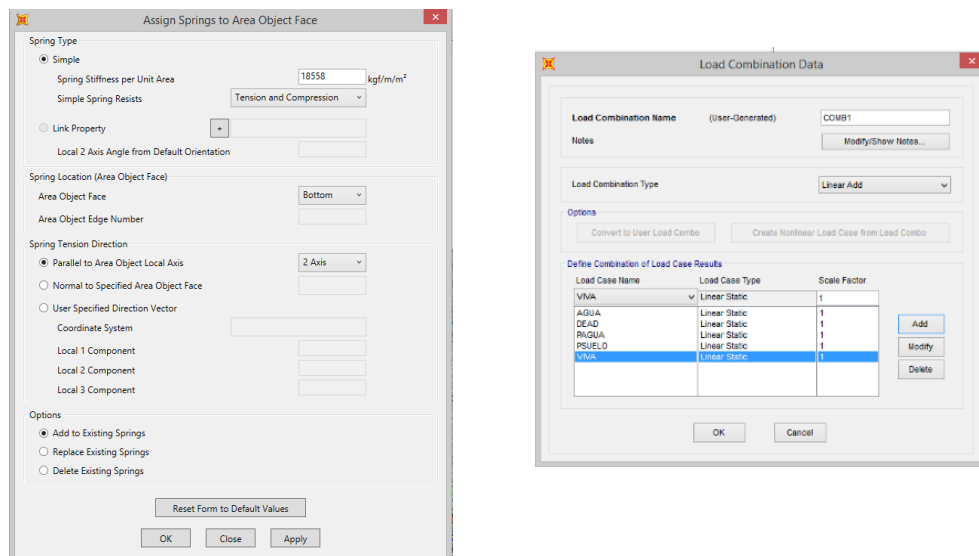 Assign Springs to Area Object Face
Spring Type
Simple
Spring Stiffness per Unit Area 18558 kgf/m/m²
Simple Spring Resists Tension and Compression
Link Property +
Local 2 Axis Angle from Default Orientation
Spring Location (Area Object Face)
Area Object Face Bottom
Area Object Edge Number
Spring Tension Direction
Parallel to Area Object Local Axis 2 Axis
Normal to Specified Area Object Face
User Specified Direction Vector
Coordinate System
Local 1 Component
Local 2 Component
Local 3 Component
Options
Add to Existing Springs
Replace Existing Springs
Delete Existing Springs
Reset Form to Default Values
OK Close Apply
Load Combination Data
Load Combination Name (User-Generated) COMB1
Notes Modify/Show Notes...
Load Combination Type Linear Add
Options
Convert to User Load Combo Create Nonlinear Load Case from Load Combo
Define Combination of Load Case Results
Load Case Name Load Case Type Scale Factor
VIVA Linear Static 1
AGUA Linear Static 1
DEAD Linear Static 1
PAGUA Linear Static 1
PSUELO Linear Static 1
VIVA Linear Static 1
Add
Modify
Delete
OK Cancel